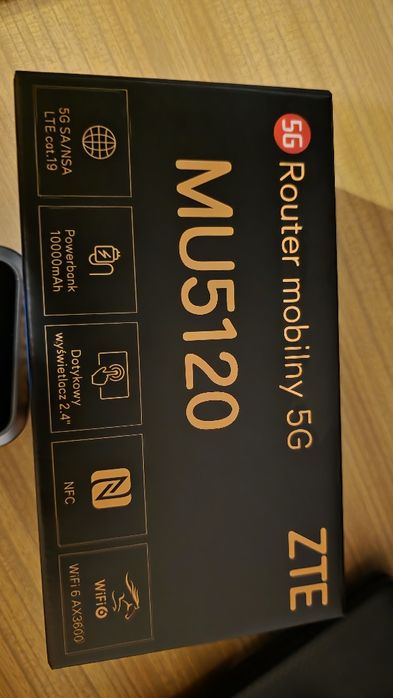 5G Router mobilny 5G
ZTE
MU5120
5G SA/NSA
LTE cat.19
Powerbank
10000mAh
Dotykowy
wyświetlacz 2.4"
NFC
WiFi6
WiFi 6 AX3600